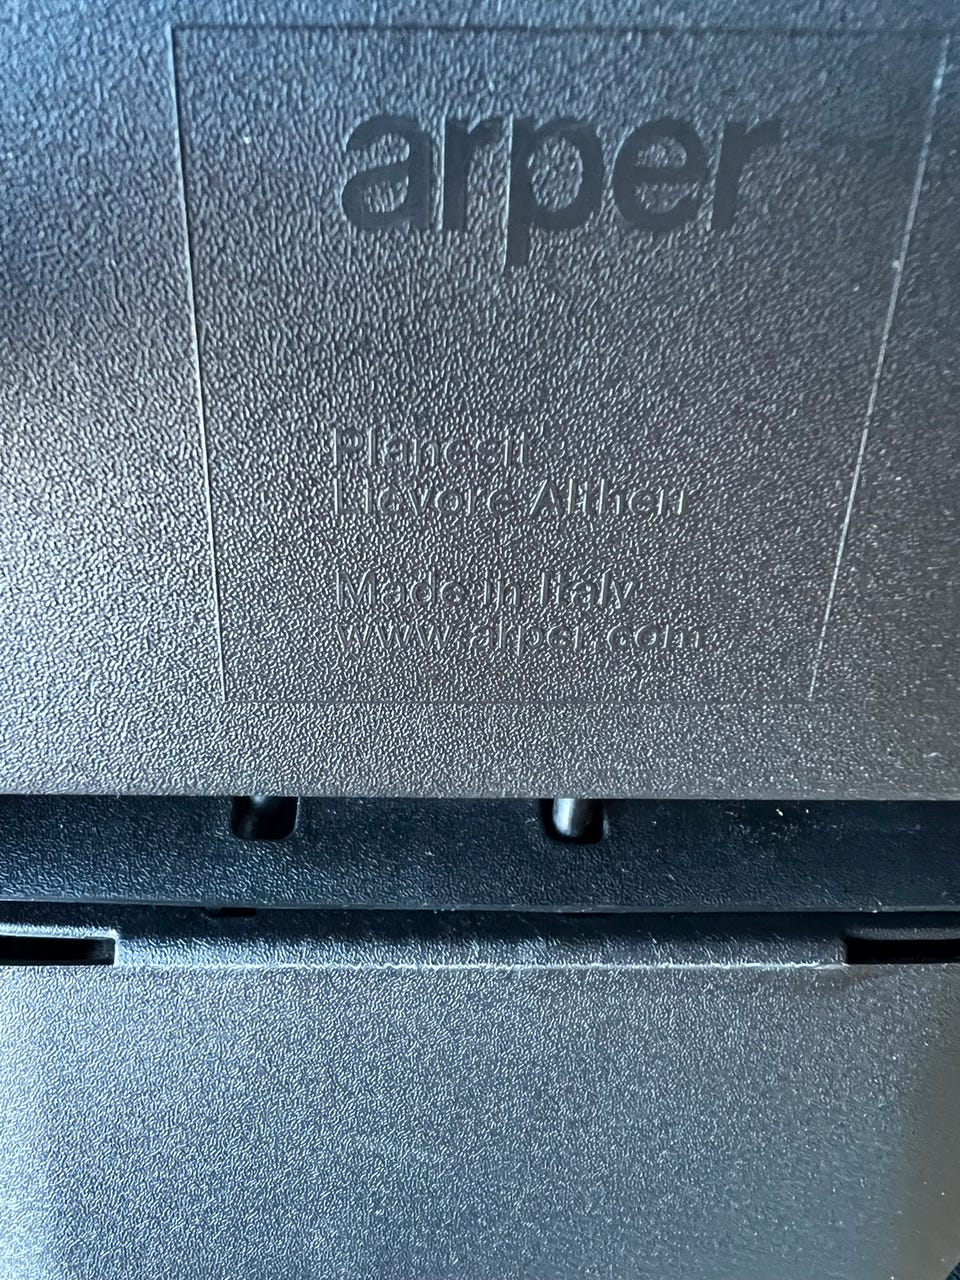 arper
Planesit
Lievore Altherr
Made in Italy
www.arper.com